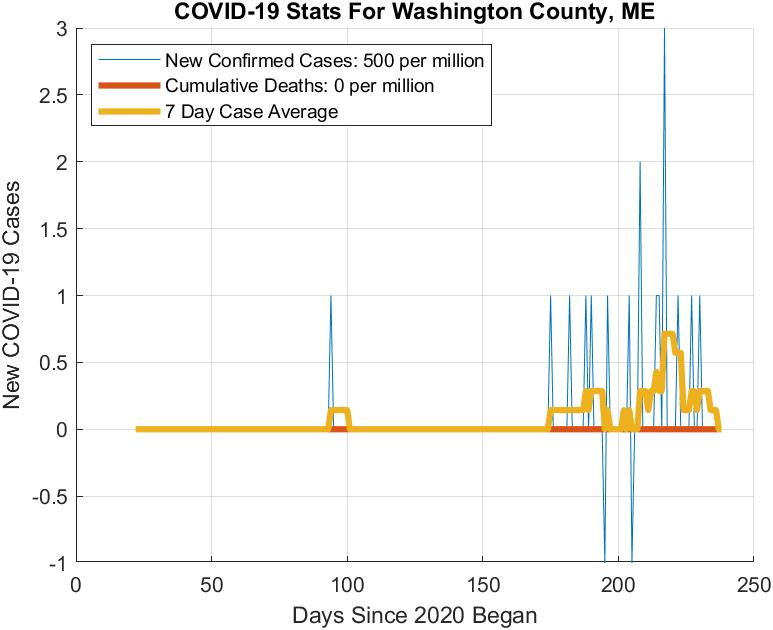 COVID-19 Stats For Washington County, ME
New Confirmed Cases: 500 per million
Cumulative Deaths: 0 per million
7 Day Case Average
New COVID-19 Cases
3
2.5
2
1.5
1
0.5
0
-0.5
-1
0 50 100 150 200 250
Days Since 2020 Began